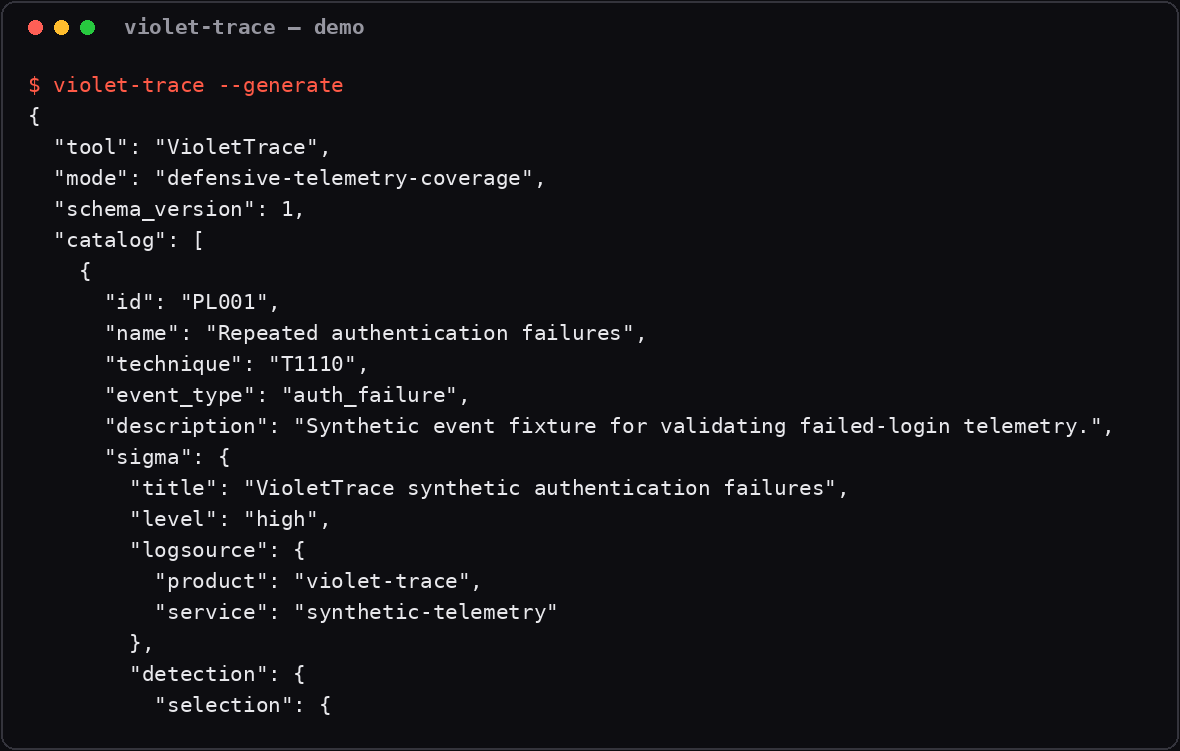 violet-trace — demo
$ violet-trace --generate
{
  "tool": "VioletTrace",
  "mode": "defensive-telemetry-coverage",
  "schema_version": 1,
  "catalog": [
    {
      "id": "PL001",
      "name": "Repeated authentication failures",
      "technique": "T1110",
      "event_type": "auth_failure",
      "description": "Synthetic event fixture for validating failed-login telemetry.",
      "sigma": {
        "title": "VioletTrace synthetic authentication failures",
        "level": "high",
        "logsource": {
          "product": "violet-trace",
          "service": "synthetic-telemetry"
        },
        "detection": {
          "selection": {